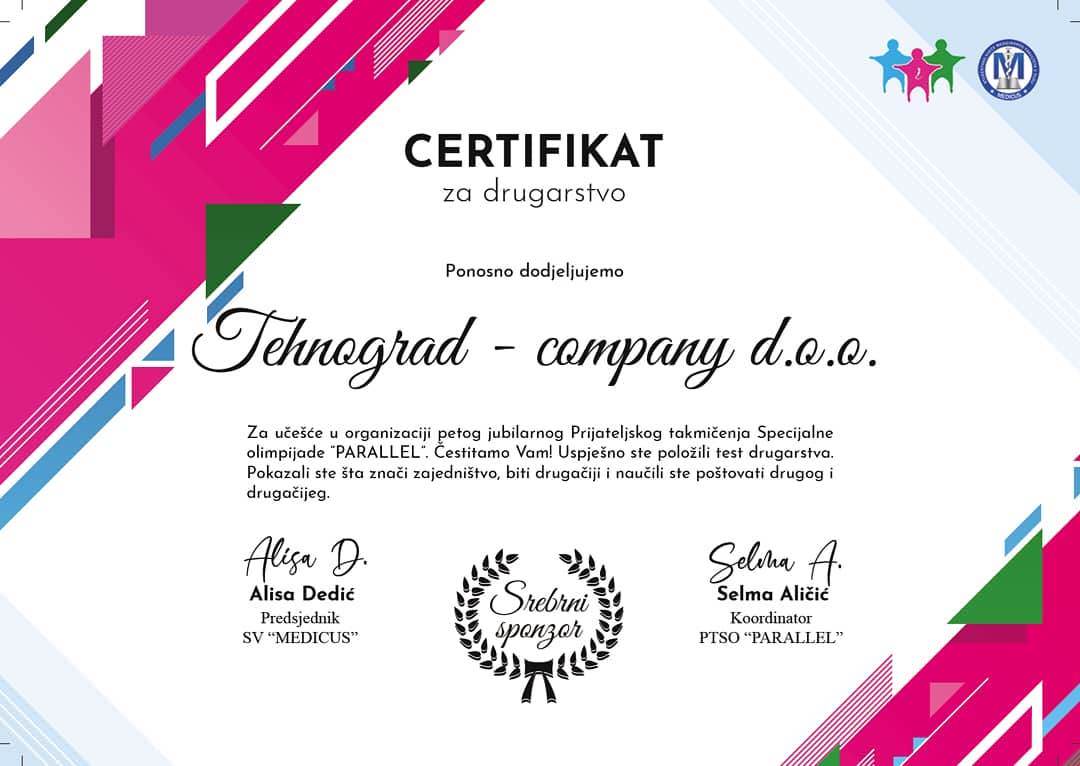 MEDICUS
CERTIFIKAT
za drugarstvo
Ponosno dodjeljujemo
Tehnograd - company d.o.o.
Za učešće u organizaciji petog jubilarnog Prijateljskog takmičenja Specijalne
olimpijade “PARALLEL”. Čestitamo Vam! Uspješno ste položili test drugarstva.
Pokazali ste šta znači zajedništvo, biti drugačiji i naučili ste poštovati drugog i
drugačijeg.
Alisa D.
Alisa Dedić
Predsjednik
SV “MEDICUS”
Srebrni
sponzor
Selma A.
Selma Aličić
Koordinator
PTSO “PARALLEL”